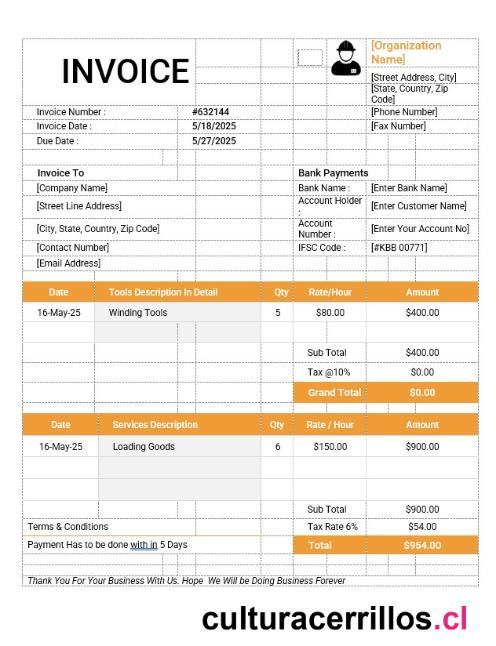 INVOICE
[Organization
Name]
[Street Address, City]
[State, Country, Zip
Code]
Invoice Number : #632144 [Phone Number]
Invoice Date : 5/18/2025 [Fax Number]
Due Date : 5/27/2025
Invoice To Bank Payments
[Company Name] Bank Name : [Enter Bank Name]
[Street Line Address] Account Holder : [Enter Customer Name]
[City, State, Country, Zip Code] Account Number : [Enter Your Account No]
[Contact Number] IFSC Code : [#KBB 00771]
[Email Address]
Date Tools Description In Detail Qty Rate/Hour Amount
16-May-25 Winding Tools 5 $80.00 $400.00
Sub Total $400.00
Tax @10% $0.00
Grand Total $0.00
Date Services Description Qty Rate / Hour Amount
16-May-25 Loading Goods 6 $150.00 $900.00
Sub Total $900.00
Terms & Conditions Tax Rate 6% $54.00
Payment Has to be done with in 5 Days Total $954.00
Thank You For Your Business With Us. Hope We Will be Doing Business Forever
culturacerrillos.cl